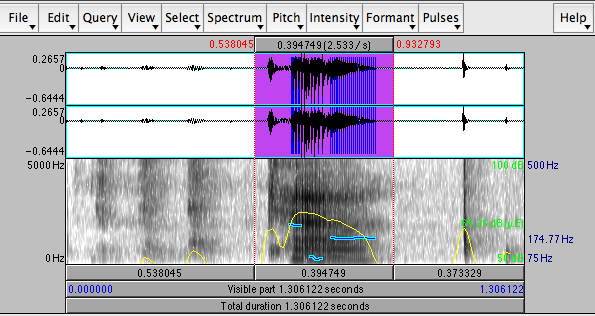 File Edit Query View Select Spectrum Pitch Intensity Formant Pulses Help
0.538045 0.394749 (2.533 / s) 0.932793
0.2657
0
-0.6444
0.2657
0
-0.6444
5000 Hz 100 dB 500 Hz
174.77 Hz
0 Hz 50 dB 75 Hz
0.538045 0.394749 0.373329
0.000000 Visible part 1.306122 seconds 1.306122
Total duration 1.306122 seconds